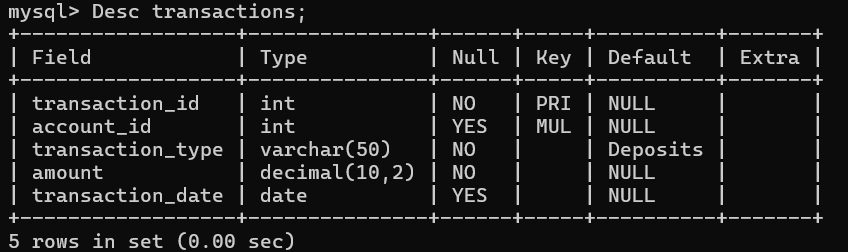 mysql> Desc transactions;
+------------------+---------------+------+-----+----------+-------+
| Field            | Type          | Null | Key | Default  | Extra |
+------------------+---------------+------+-----+----------+-------+
| transaction_id   | int           | NO   | PRI | NULL     |       |
| account_id       | int           | YES  | MUL | NULL     |       |
| transaction_type | varchar(50)   | NO   |     | Deposits |       |
| amount           | decimal(10,2) | NO   |     | NULL     |       |
| transaction_date | date          | YES  |     | NULL     |       |
+------------------+---------------+------+-----+----------+-------+
5 rows in set (0.00 sec)